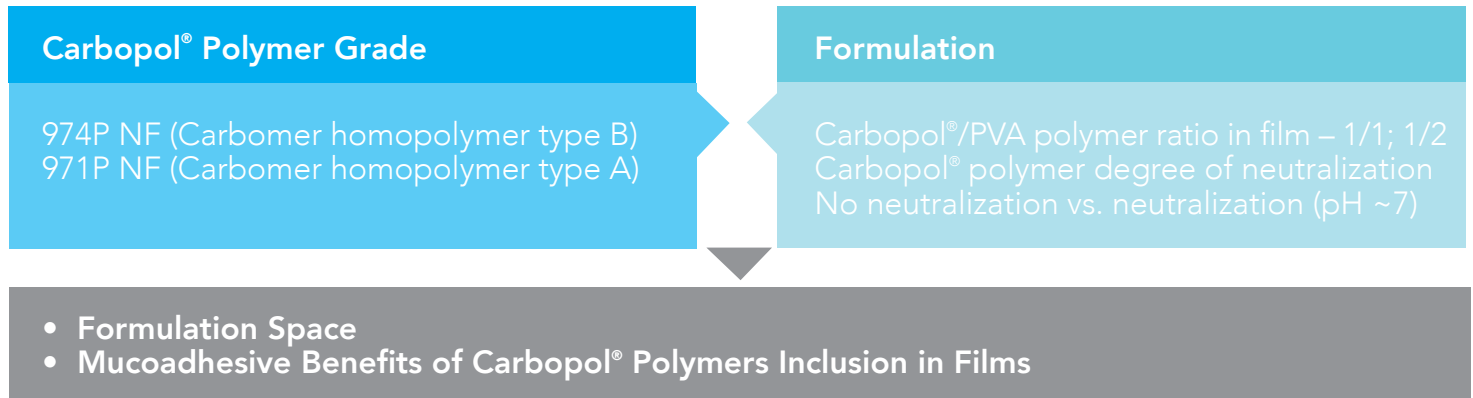 Carbopol® Polymer Grade
974P NF (Carbomer homopolymer type B)
971P NF (Carbomer homopolymer type A)
Formulation
Carbopol®/PVA polymer ratio in film – 1/1; 1/2
Carbopol® polymer degree of neutralization
No neutralization vs. neutralization (pH ~7)
• Formulation Space
• Mucoadhesive Benefits of Carbopol® Polymers Inclusion in Films